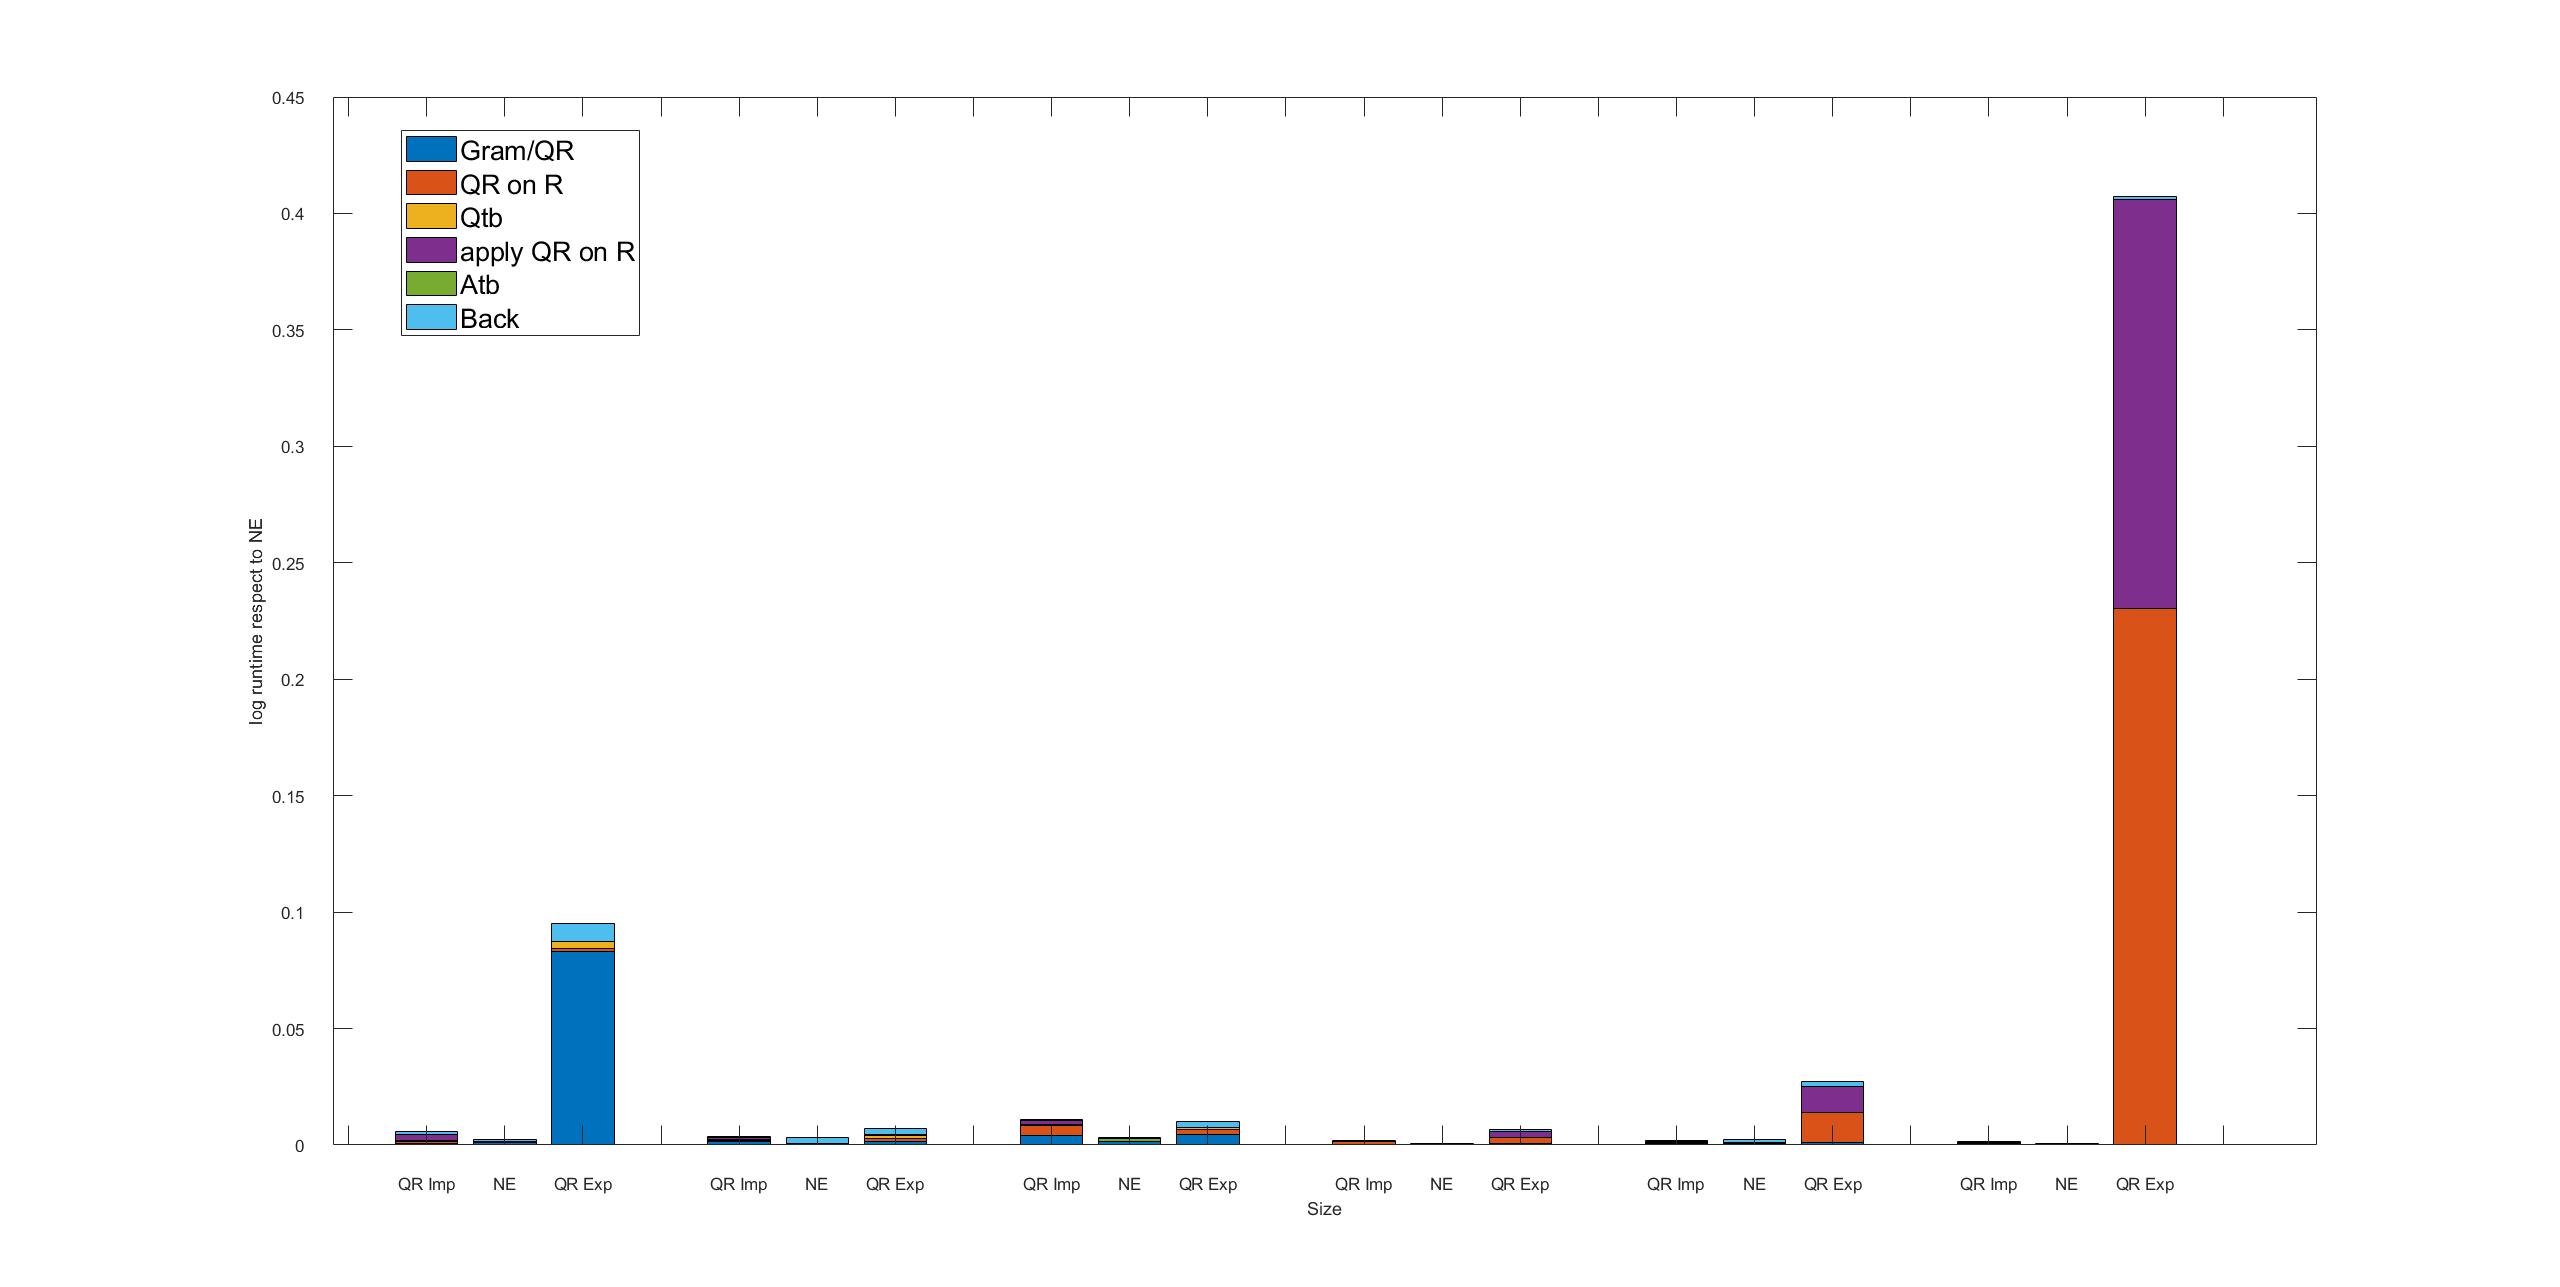 0.45
0.4
0.35
0.3
0.25
0.2
0.15
0.1
0.05
0
log runtime respect to NE
Gram/QR
QR on R
Qtb
apply QR on R
Atb
Back
QR Imp NE QR Exp QR Imp NE QR Exp QR Imp NE QR Exp QR Imp NE QR Exp QR Imp NE QR Exp QR Imp NE QR Exp
Size